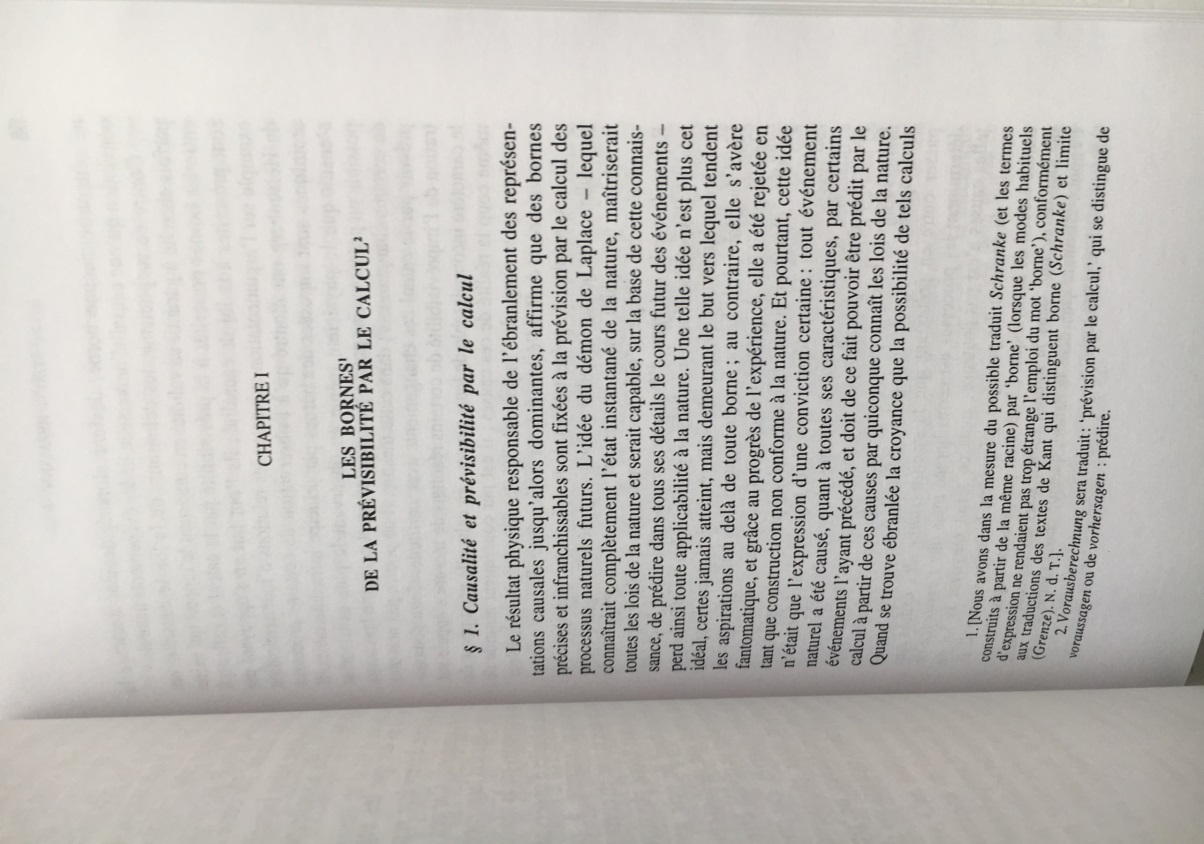 CHAPITRE I
LES BORNES¹
DE LA PRÉVISIBILITÉ PAR LE CALCUL²
§ 1. Causalité et prévisibilité par le calcul
Le résultat physique responsable de l'ébranlement des représen-
tations causales jusqu'alors dominantes, affirme que des bornes
précises et infranchissables sont fixées à la prévision par le calcul des
processus naturels futurs. L'idée du démon de Laplace – lequel
connaîtrait complètement l'état instantané de la nature, maîtriserait
toutes les lois de la nature et serait capable, sur la base de cette connais-
sance, de prédire dans tous ses détails le cours futur des événements –
perd ainsi toute applicabilité à la nature. Une telle idée n'est plus cet
idéal, certes jamais atteint, mais demeurant le but vers lequel tendent
les aspirations au delà de toute borne ; au contraire, elle s'avère
fantomatique, et grâce au progrès de l'expérience, elle a été rejetée en
tant que construction non conforme à la nature. Et pourtant, cette idée
n'était que l'expression d'une conviction certaine : tout événement
naturel a été causé, quant à toutes ses caractéristiques, par certains
événements l'ayant précédé, et doit de ce fait pouvoir être prédit par le
calcul à partir de ces causes par quiconque connaît les lois de la nature.
Quand se trouve ébranlée la croyance que la possibilité de tels calculs
1. [Nous avons dans la mesure du possible traduit Schranke (et les termes
construits à partir de la même racine) par 'borne' (lorsque les modes habituels
d'expression ne rendaient pas trop étrange l'emploi du mot 'borne'), conformément
aux traductions des textes de Kant qui distinguent borne (Schranke) et limite
(Grenze). N. d. T.].
2. Vorausberechnung sera traduit: 'prévision par le calcul,' qui se distingue de
voraussagen ou de vorhersagen : prédire.